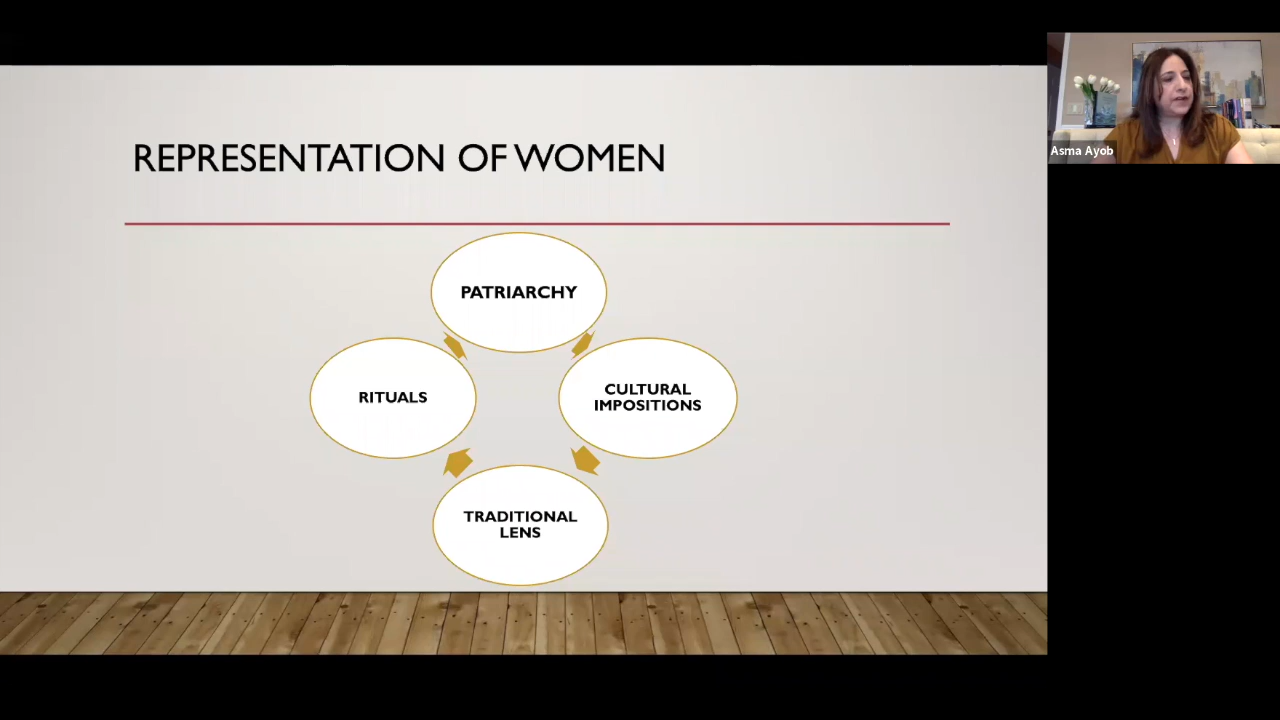 REPRESENTATION OF WOMEN
PATRIARCHY
RITUALS
CULTURAL
IMPOSITIONS
TRADITIONAL
LENS
Asma Ayob